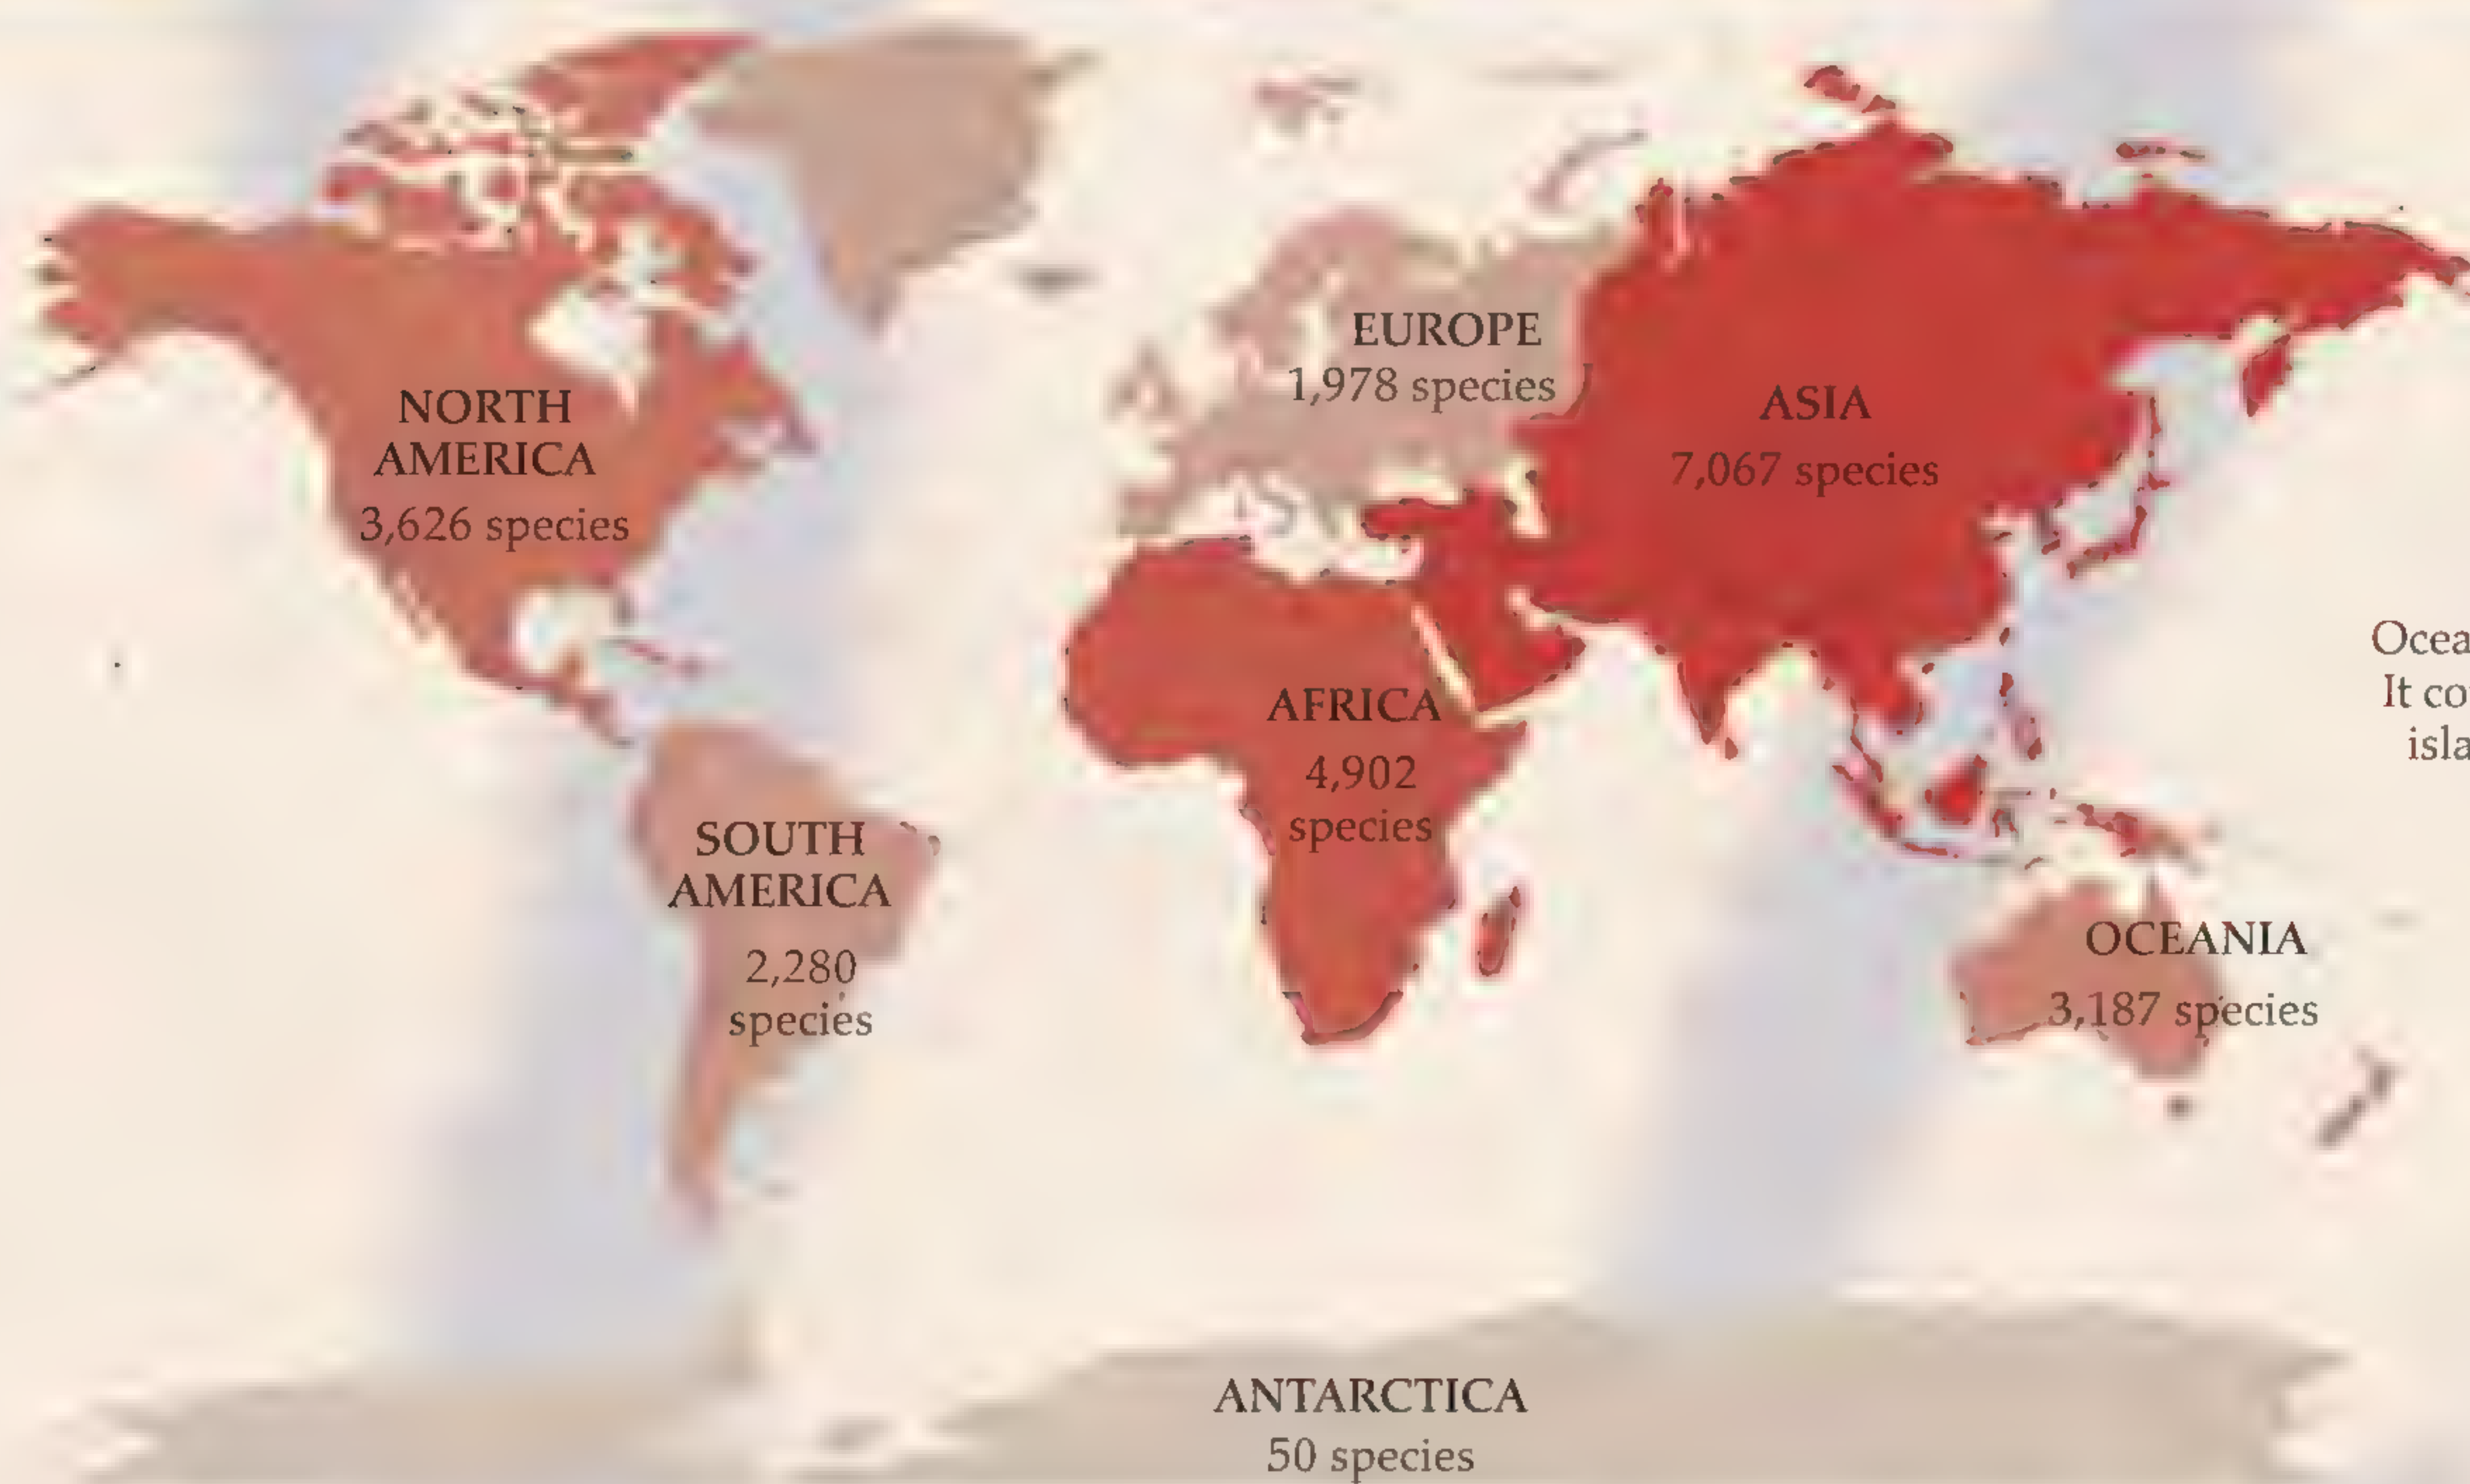 NORTH
AMERICA
3,626 species
EUROPE
1,978 species
ASIA
7,067 species
AFRICA
4,902
species
SOUTH
AMERICA
2,280
species
OCEANIA
3,187 species
Ocea
It co
isla
ANTARCTICA
50 species